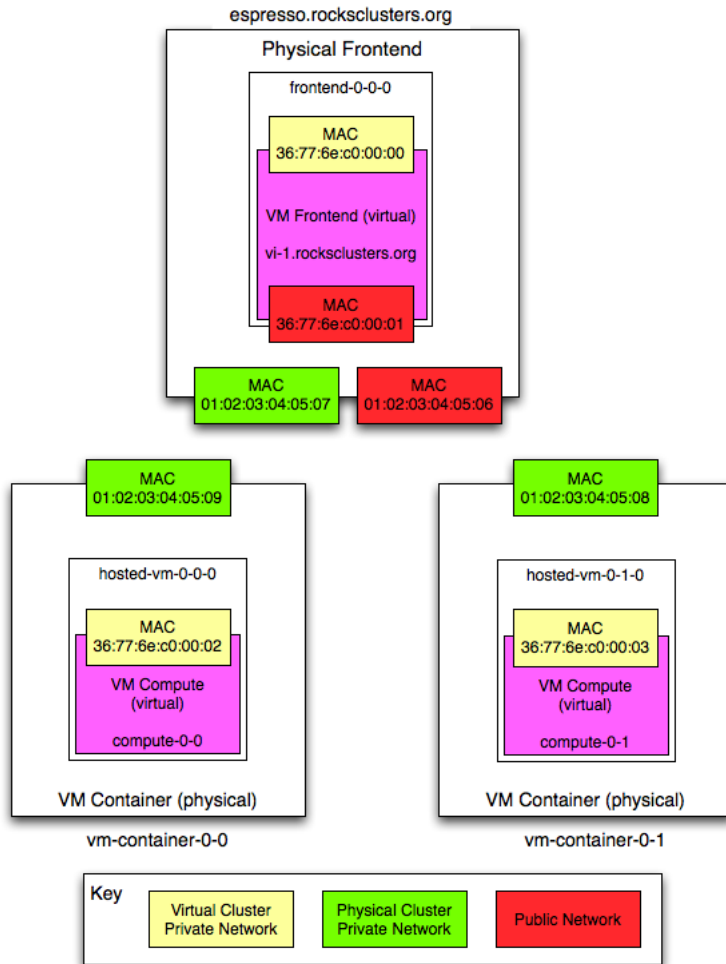 espresso.rocksclusters.org
Physical Frontend
frontend-0-0-0
MAC
36:77:6e:c0:00:00
VM Frontend (virtual)
vi-1.rocksclusters.org
MAC
36:77:6e:c0:00:01
MAC
01:02:03:04:05:07
MAC
01:02:03:04:05:06
MAC
01:02:03:04:05:09
hosted-vm-0-0-0
MAC
36:77:6e:c0:00:02
VM Compute
(virtual)
compute-0-0
VM Container (physical)
vm-container-0-0
MAC
01:02:03:04:05:08
hosted-vm-0-1-0
MAC
36:77:6e:c0:00:03
VM Compute
(virtual)
compute-0-1
VM Container (physical)
vm-container-0-1
Key
Virtual Cluster
Private Network
Physical Cluster
Private Network
Public Network